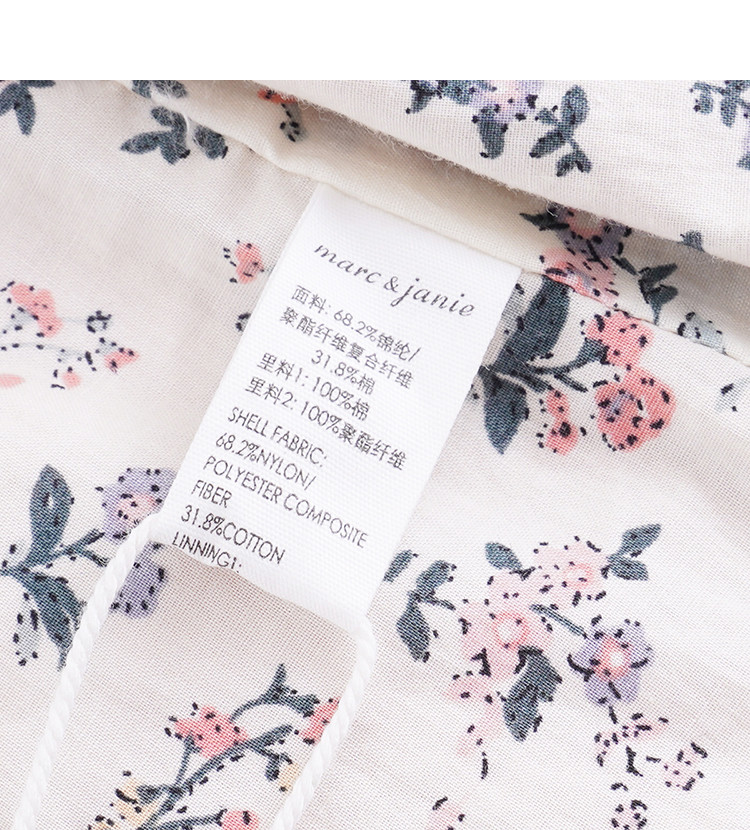 marc & janie
面料: 68.2%锦纶/
聚酯纤维复合纤维
31.8%棉
里料1: 100%棉
里料2: 100%聚酯纤维
SHELL FABRIC:
68.2%NYLON/
POLYESTER COMPOSITE
FIBER
31.8%COTTON
LINNING1: